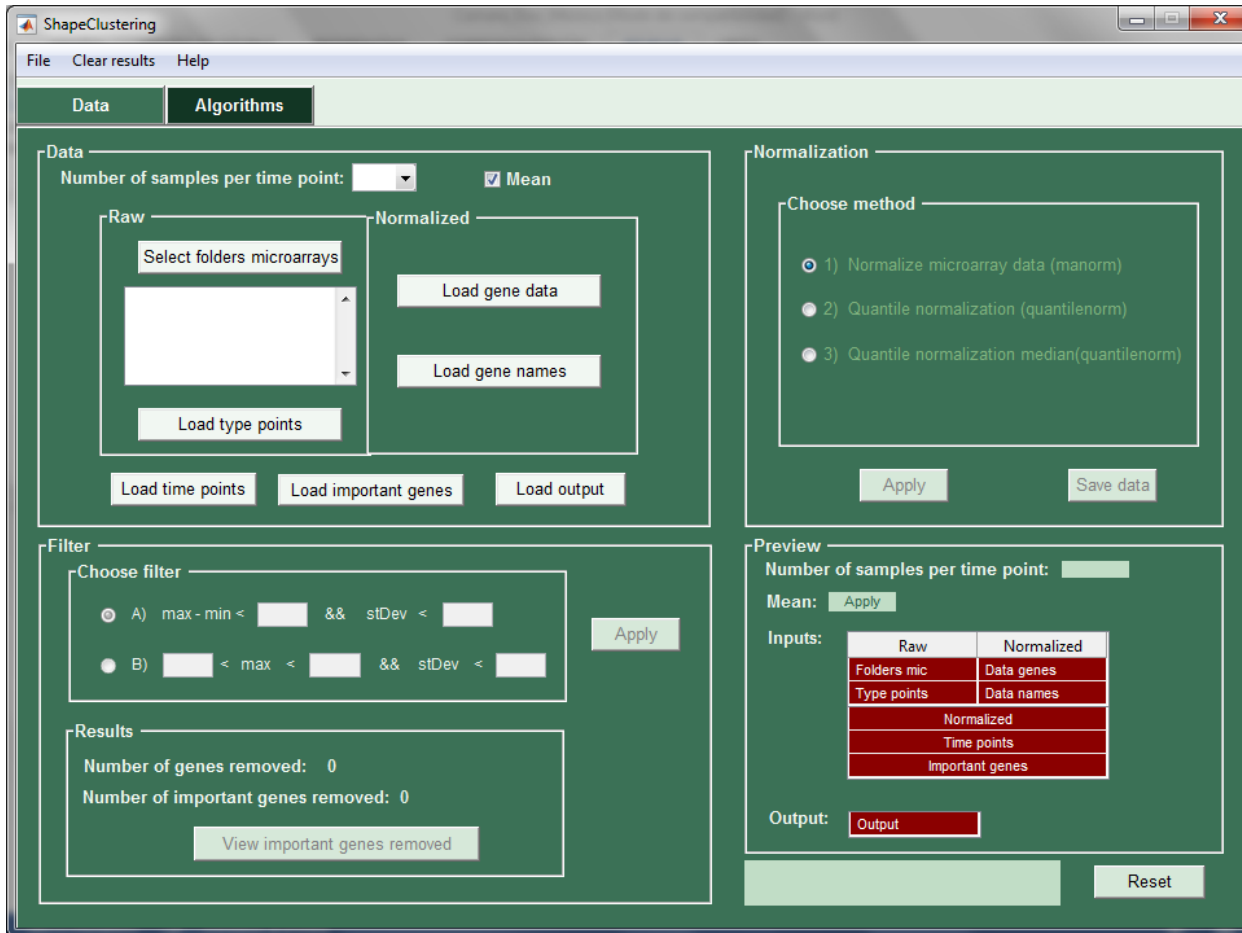 ShapeClustering
File Clear results Help
Data Algorithms
Data
Number of samples per time point: Mean
Raw Normalized
Select folders microarrays
Load gene data
Load gene names
Load type points
Load time points Load important genes Load output
Normalization
Choose method
1) Normalize microarray data (manorm)
2) Quantile normalization (quantilenorm)
3) Quantile normalization median(quantilenorm)
Apply Save data
Filter
Choose filter
A) max - min < && stDev <
B) < max < && stDev <
Apply
Results
Number of genes removed: 0
Number of important genes removed: 0
View important genes removed
Preview
Number of samples per time point:
Mean: Apply
Inputs:
Raw Normalized
Folders mic Data genes
Type points Data names
Normalized
Time points
Important genes
Output: Output
Reset